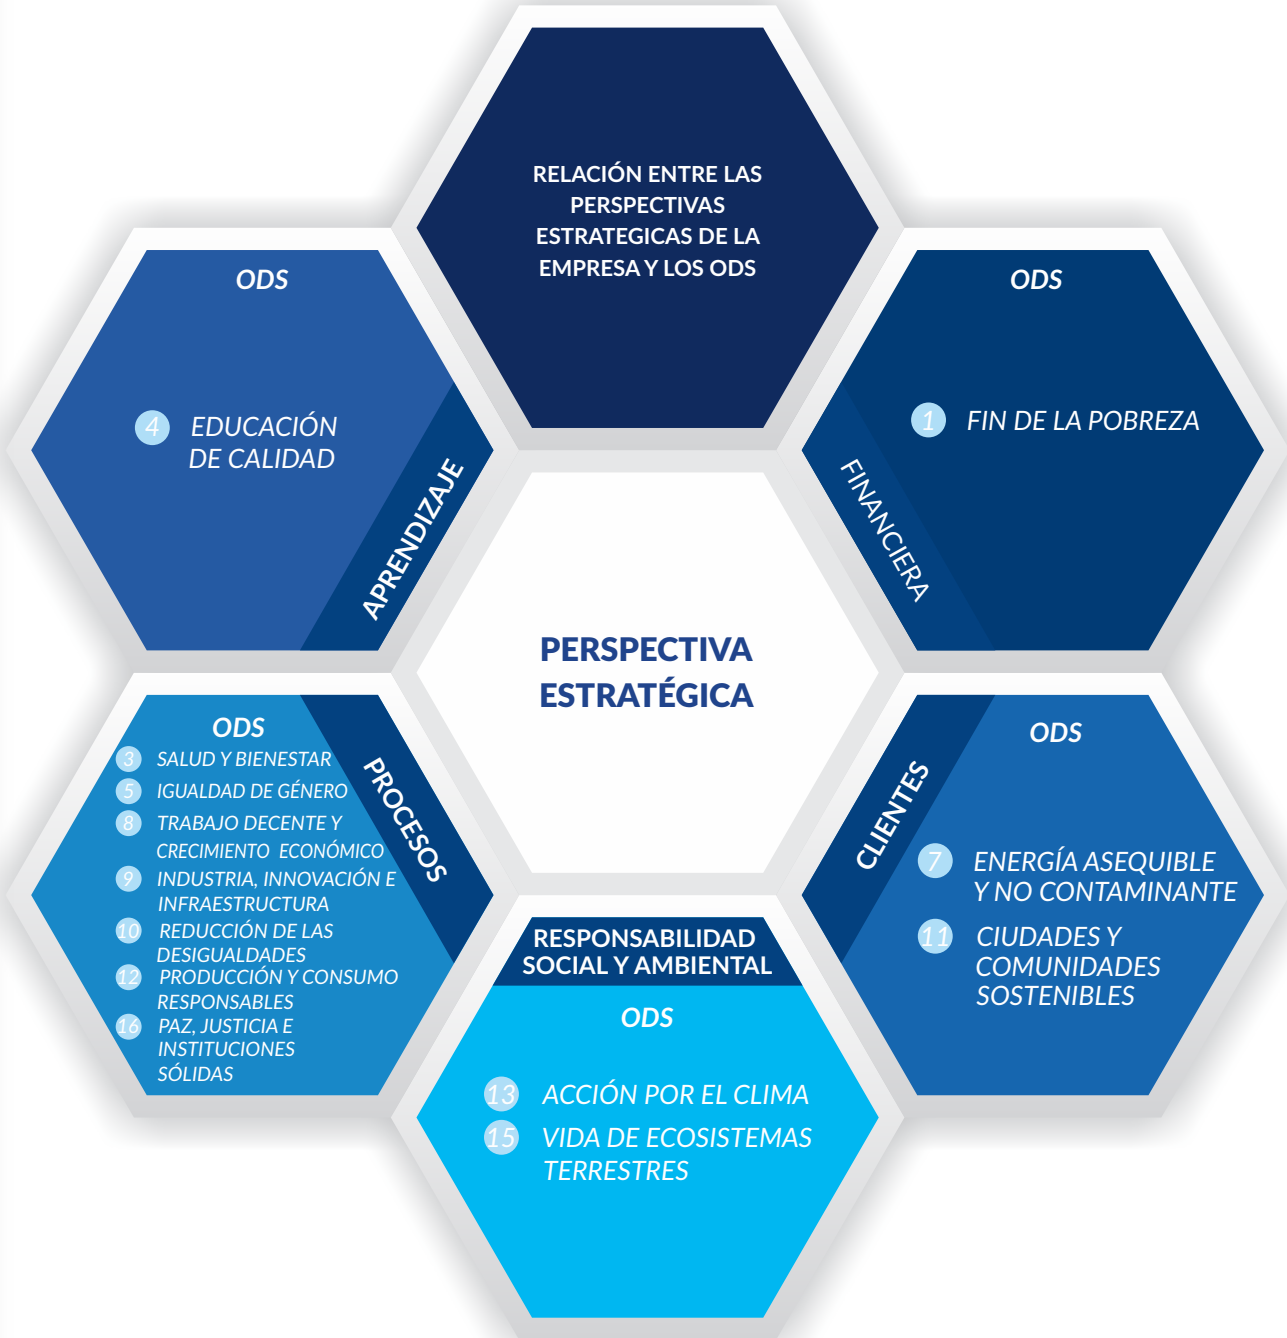 RELACIÓN ENTRE LAS
PERSPECTIVAS
ESTRATEGICAS DE LA
EMPRESA Y LOS ODS
ODS
4 EDUCACIÓN
DE CALIDAD
APRENDIZAJE
ODS
1 FIN DE LA POBREZA
FINANCIERA
PERSPECTIVA
ESTRATÉGICA
ODS
3 SALUD Y BIENESTAR
5 IGUALDAD DE GÉNERO
8 TRABAJO DECENTE Y
CRECIMIENTO ECONÓMICO
9 INDUSTRIA, INNOVACIÓN E
INFRAESTRUCTURA
10 REDUCCIÓN DE LAS
DESIGUALDADES
12 PRODUCCIÓN Y CONSUMO
RESPONSABLES
16 PAZ, JUSTICIA E
INSTITUCIONES
SÓLIDAS
PROCESOS
CLIENTES
ODS
7 ENERGÍA ASEQUIBLE
Y NO CONTAMINANTE
11 CIUDADES Y
COMUNIDADES
SOSTENIBLES
RESPONSABILIDAD
SOCIAL Y AMBIENTAL
ODS
13 ACCIÓN POR EL CLIMA
15 VIDA DE ECOSISTEMAS
TERRESTRES